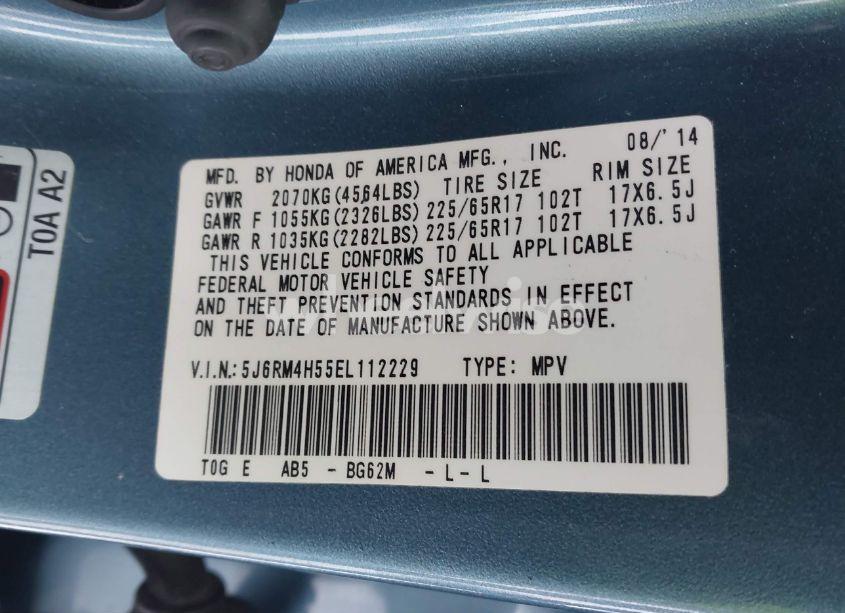 08/'14
MFD. BY HONDA OF AMERICA MFG., INC.
GVWR 2070KG(4564LBS) TIRE SIZE RIM SIZE
GAWR F 1055KG(2326LBS) 225/65R17 102T 17X6.5J
GAWR R 1035KG(2282LBS) 225/65R17 102T 17X6.5J
THIS VEHICLE CONFORMS TO ALL APPLICABLE
FEDERAL MOTOR VEHICLE SAFETY
AND THEFT PREVENTION STANDARDS IN EFFECT
ON THE DATE OF MANUFACTURE SHOWN ABOVE.
V.I.N.: 5J6RM4H55EL112229 TYPE: MPV
T0G E AB5 - BG62M - L - L
T0A A2